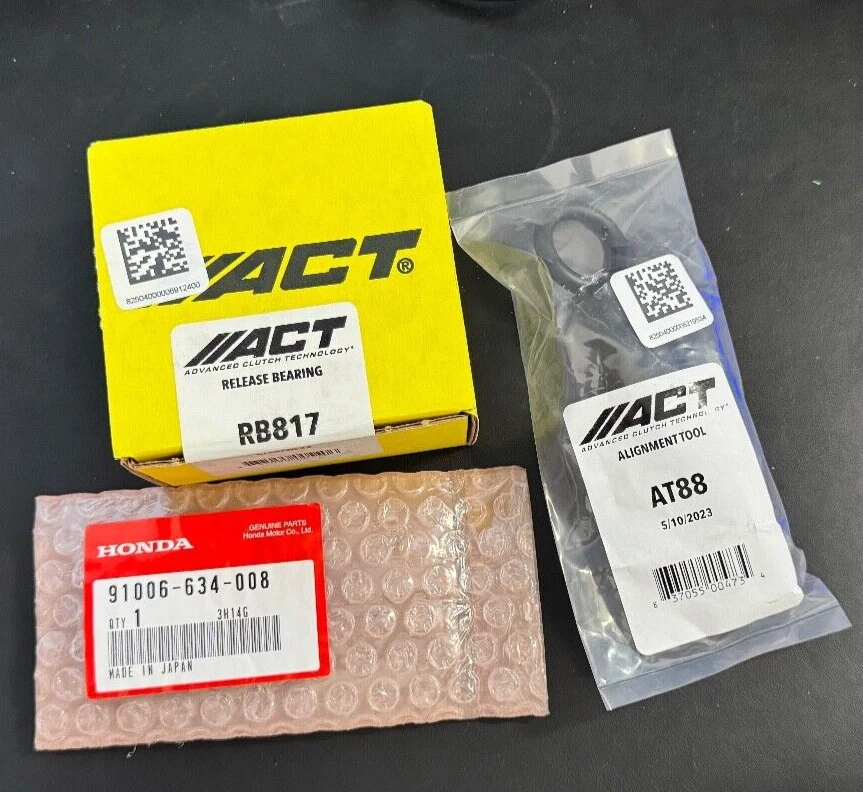 //ACT®
82504000006912400
//ACT
ADVANCED CLUTCH TECHNOLOGY®
RELEASE BEARING
RB817
82504000006219534
//ACT
ADVANCED CLUTCH TECHNOLOGY®
ALIGNMENT TOOL
AT88
5/10/2023
8 37055 00473 4
HONDA
GENUINE PARTS
Honda Motor Co., Ltd.
91006-634-008
QTY 1 3H14G
MADE IN JAPAN